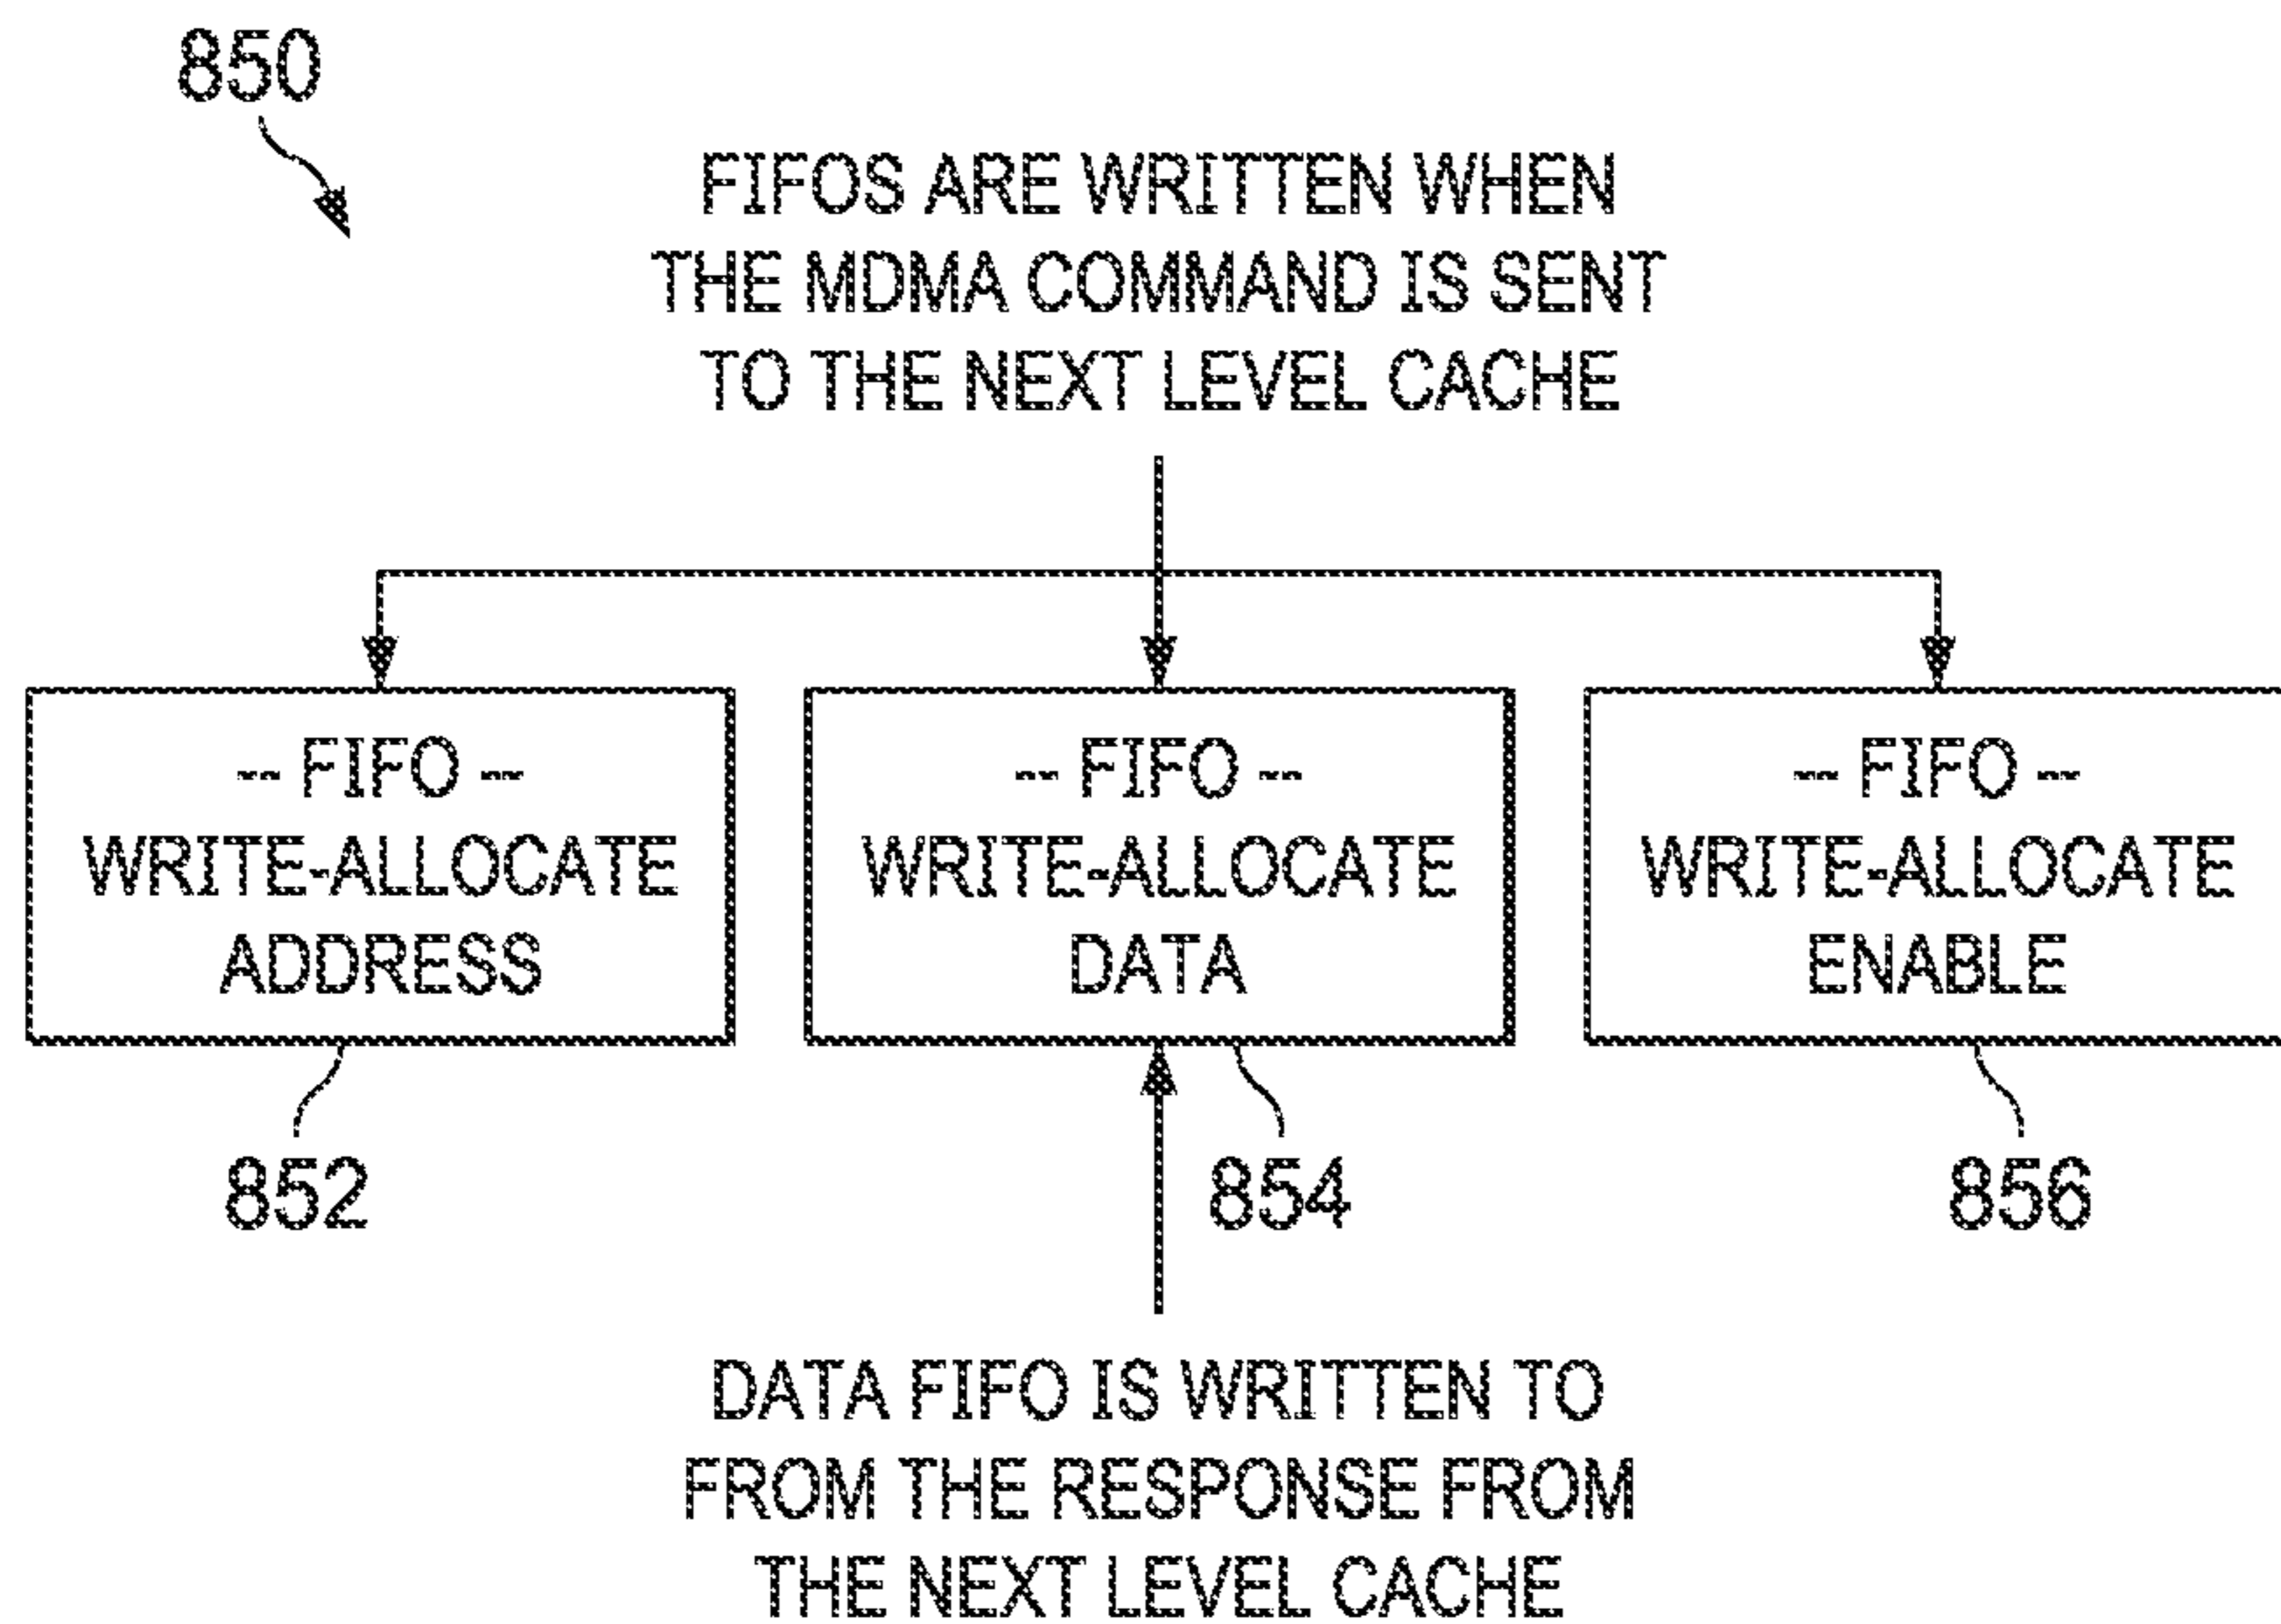 850
FIFOS ARE WRITTEN WHEN
THE MDMA COMMAND IS SENT
TO THE NEXT LEVEL CACHE
-- FIFO --
WRITE-ALLOCATE
ADDRESS
-- FIFO --
WRITE-ALLOCATE
DATA
-- FIFO --
WRITE-ALLOCATE
ENABLE
852
854
856
DATA FIFO IS WRITTEN TO
FROM THE RESPONSE FROM
THE NEXT LEVEL CACHE